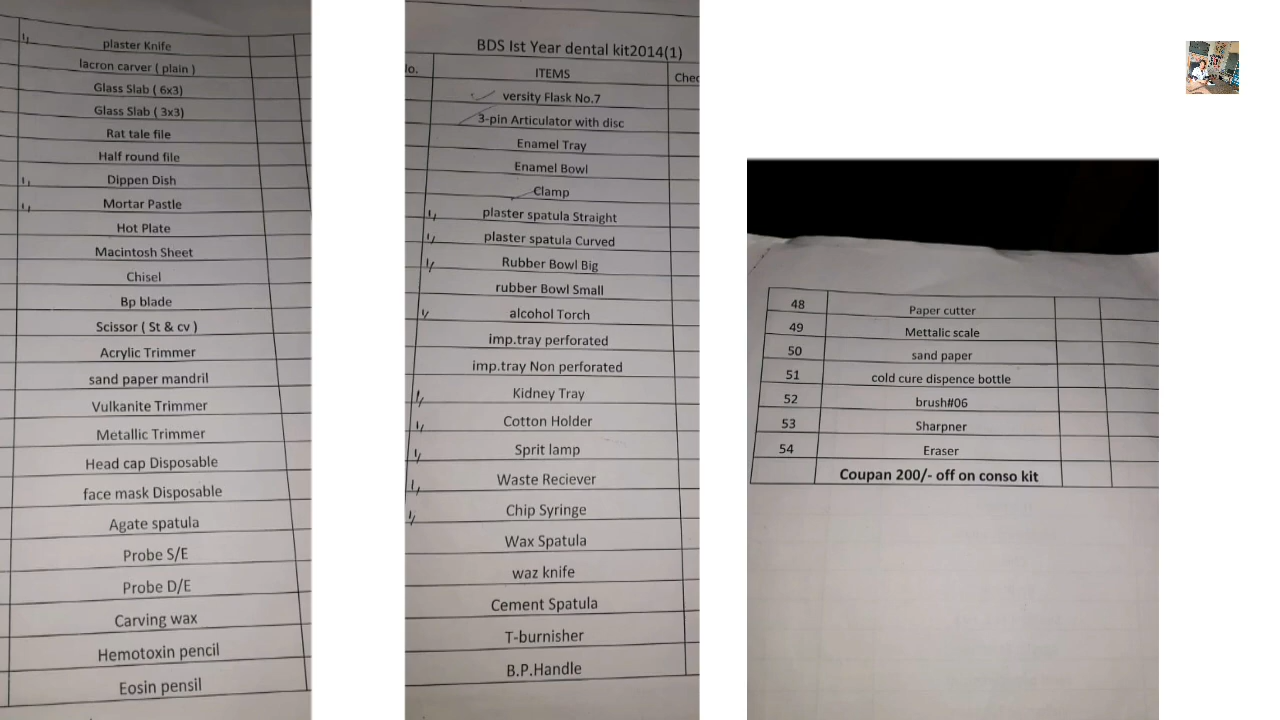 plaster Knife
lacron carver ( plain )
Glass Slab ( 6x3)
Glass Slab ( 3x3)
Rat tale file
Half round file
Dippen Dish
Mortar Pastle
Hot Plate
Macintosh Sheet
Chisel
Bp blade
Scissor ( St & cv )
Acrylic Trimmer
sand paper mandril
Vulkanite Trimmer
Metallic Trimmer
Head cap Disposable
face mask Disposable
Agate spatula
Probe S/E
Probe D/E
Carving wax
Hemotoxin pencil
Eosin pensil
BDS Ist Year dental kit2014(1)
lo. ITEMS Chec
versity Flask No.7
3-pin Articulator with disc
Enamel Tray
Enamel Bowl
Clamp
plaster spatula Straight
plaster spatula Curved
Rubber Bowl Big
rubber Bowl Small
alcohol Torch
imp.tray perforated
imp.tray Non perforated
Kidney Tray
Cotton Holder
Sprit lamp
Waste Reciever
Chip Syringe
Wax Spatula
waz knife
Cement Spatula
T-burnisher
B.P.Handle
48 Paper cutter
49 Mettalic scale
50 sand paper
51 cold cure dispence bottle
52 brush#06
53 Sharpner
54 Eraser
Coupan 200/- off on conso kit